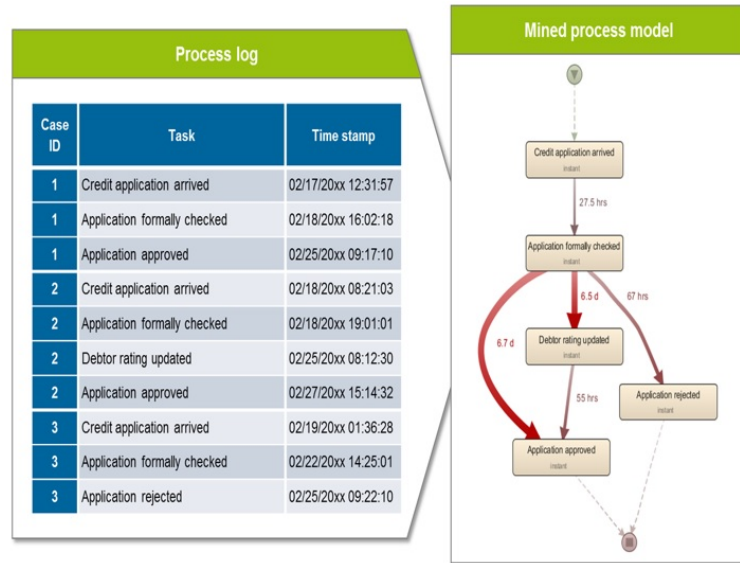 Process log
Case ID Task Time stamp
1 Credit application arrived 02/17/20xx 12:31:57
1 Application formally checked 02/18/20xx 16:02:18
1 Application approved 02/25/20xx 09:17:10
2 Credit application arrived 02/18/20xx 08:21:03
2 Application formally checked 02/18/20xx 19:01:01
2 Debtor rating updated 02/25/20xx 08:12:30
2 Application approved 02/27/20xx 15:14:32
3 Credit application arrived 02/19/20xx 01:36:28
3 Application formally checked 02/22/20xx 14:25:01
3 Application rejected 02/25/20xx 09:22:10
Mined process model
Credit application arrived
instant
27.5 hrs
Application formally checked
instant
6.7 d
6.5 d
67 hrs
Debtor rating updated
instant
55 hrs
Application rejected
instant
Application approved
instant